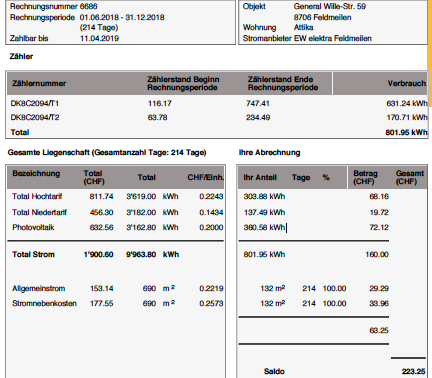 Rechnungsnummer 6686
Rechnungsperiode 01.06.2018 - 31.12.2018
(214 Tage)
Zahlbar bis 11.04.2019
Objekt General Wille-Str. 59
8706 Feldmeilen
Wohnung Attika
Stromanbieter EW elektra Feldmeilen
Zähler
Zählernummer Zählerstand Beginn Rechnungsperiode Zählerstand Ende Rechnungsperiode Verbrauch
DK8C2094/T1 116.17 747.41 631.24 kWh
DK8C2094/T2 63.78 234.49 170.71 kWh
Total 801.95 kWh
Gesamte Liegenschaft (Gesamtanzahl Tage: 214 Tage) Ihre Abrechnung
Bezeichnung Total (CHF) Total CHF/Einh. Ihr Anteil Tage % Betrag (CHF) Gesamt (CHF)
Total Hochtarif 811.74 3'619.00 kWh 0.2243 303.88 kWh 68.16
Total Niedertarif 456.30 3'182.00 kWh 0.1434 137.49 kWh 19.72
Photovoltaik 632.56 3'162.80 kWh 0.2000 360.58 kWh 72.12
Total Strom 1'900.60 9'963.80 kWh 801.95 kWh 160.00
Allgemeinstrom 153.14 690 m² 0.2219 132 m² 214 100.00 29.29
Stromnebenkosten 177.55 690 m² 0.2573 132 m² 214 100.00 33.96
63.25
Saldo 223.25